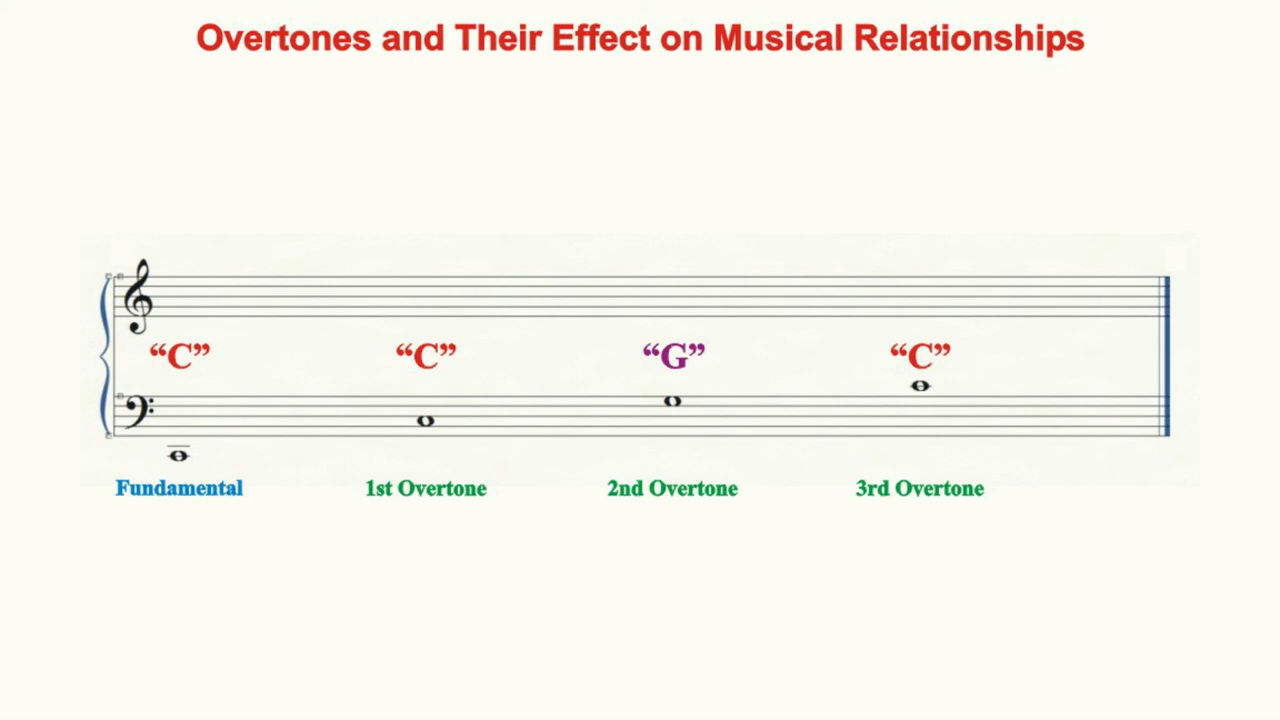 Overtones and Their Effect on Musical Relationships
“C” “C” “G” “C”
Fundamental 1st Overtone 2nd Overtone 3rd Overtone